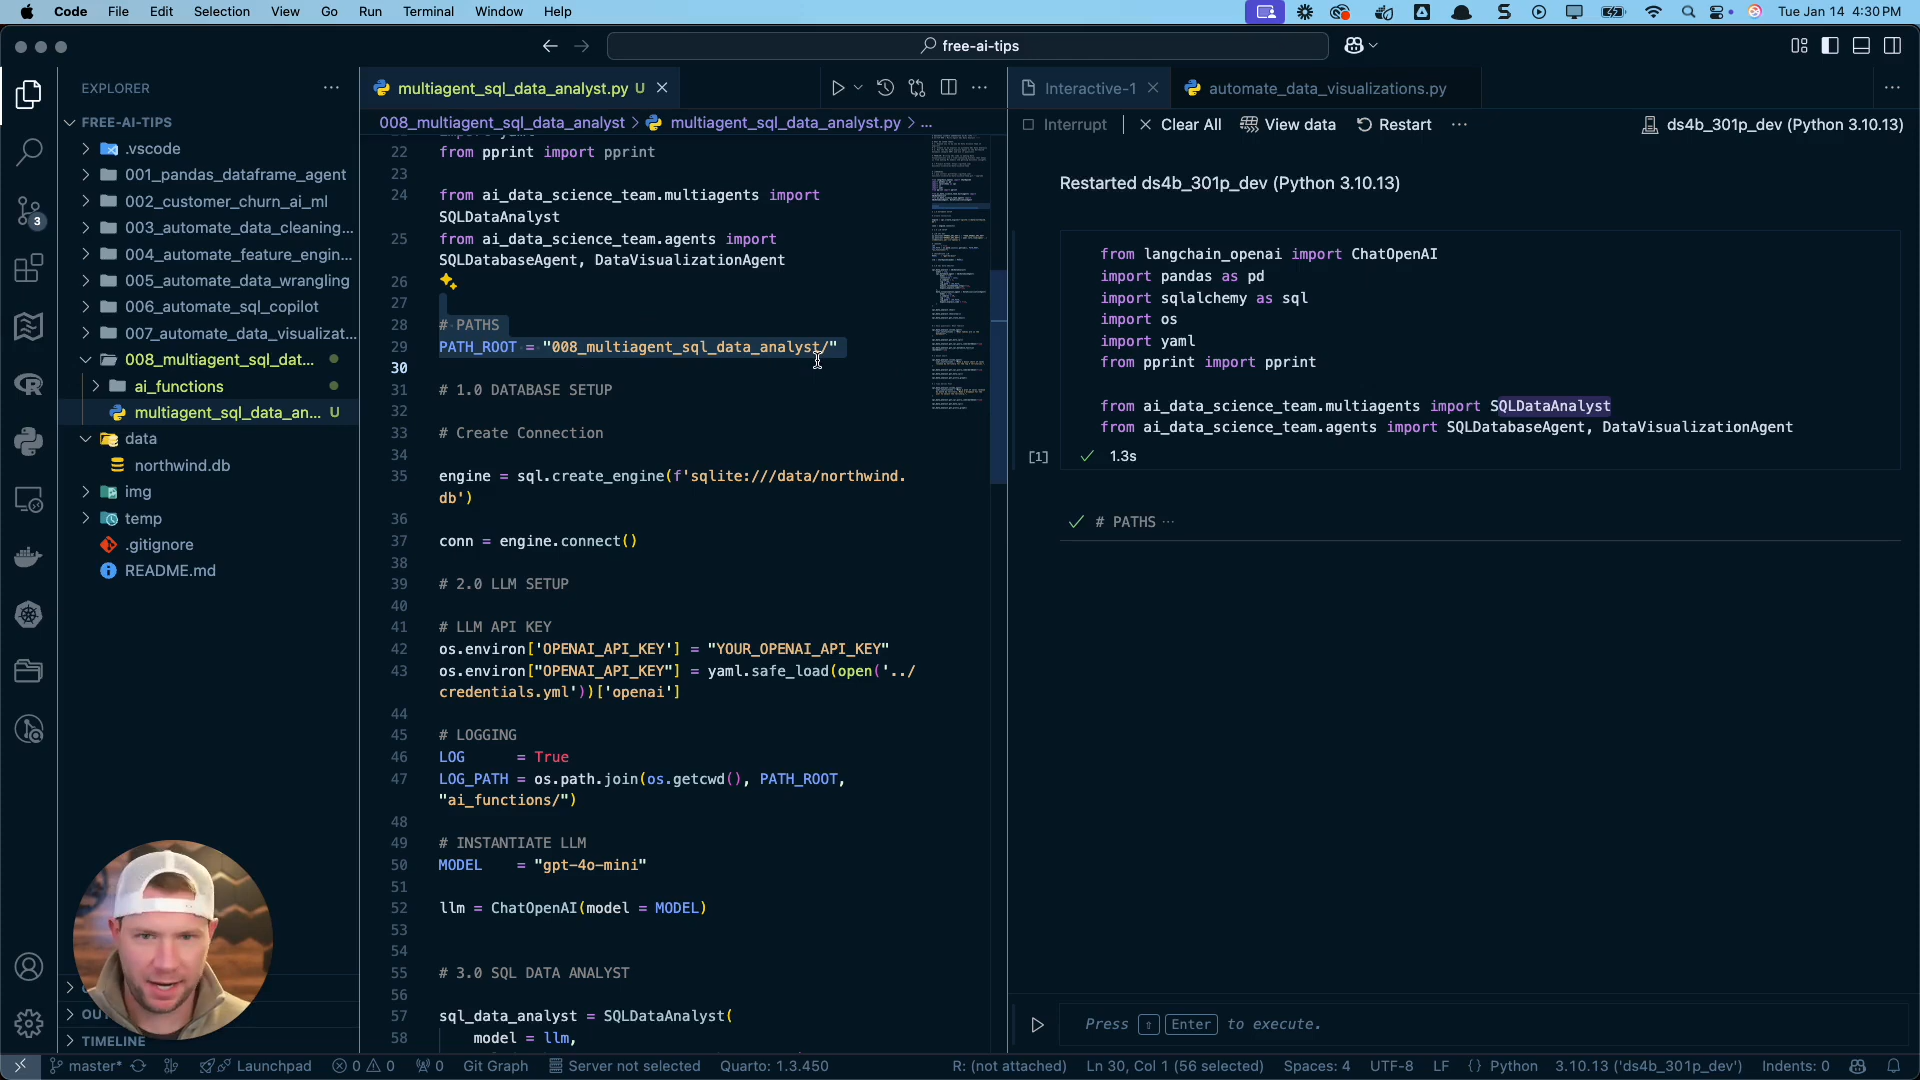 Code File Edit Selection View Go Run Terminal Window Help
S
Tue Jan 14 4:30 PM
free-ai-tips
EXPLORER
multiagent_sql_data_analyst.py U
Interactive-1
automate_data_visualizations.py
FREE-AI-TIPS
008_multiagent_sql_data_analyst > multiagent_sql_data_analyst.py > ...
Interrupt
Clear All
View data
Restart
ds4b_301p_dev (Python 3.10.13)
.vscode
001_pandas_dataframe_agent
002_customer_churn_ai_ml
003_automate_data_cleaning...
004_automate_feature_engin...
005_automate_data_wrangling
006_automate_sql_copilot
007_automate_data_visualizat...
008_multiagent_sql_dat...
ai_functions
multiagent_sql_data_an... U
data
northwind.db
img
temp
.gitignore
README.md
3
TIMELINE
22 from pprint import pprint
23
24 from ai_data_science_team.multiagents import
SQLDataAnalyst
25 from ai_data_science_team.agents import
SQLDatabaseAgent, DataVisualizationAgent
26
27
28 # PATHS
29 PATH_ROOT = "008_multiagent_sql_data_analyst/"
30
31 # 1.0 DATABASE SETUP
32
33 # Create Connection
34
35 engine = sql.create_engine(f'sqlite:///data/northwind.
db')
36
37 conn = engine.connect()
38
39 # 2.0 LLM SETUP
40
41 # LLM API KEY
42 os.environ['OPENAI_API_KEY'] = "YOUR_OPENAI_API_KEY"
43 os.environ["OPENAI_API_KEY"] = yaml.safe_load(open('../
credentials.yml'))['openai']
44
45 # LOGGING
46 LOG = True
47 LOG_PATH = os.path.join(os.getcwd(), PATH_ROOT,
"ai_functions/")
48
49 # INSTANTIATE LLM
50 MODEL = "gpt-4o-mini"
51
52 llm = ChatOpenAI(model = MODEL)
53
54
55 # 3.0 SQL DATA ANALYST
56
57 sql_data_analyst = SQLDataAnalyst(
58 model = llm,
Restarted ds4b_301p_dev (Python 3.10.13)
from langchain_openai import ChatOpenAI
import pandas as pd
import sqlalchemy as sql
import os
import yaml
from pprint import pprint
from ai_data_science_team.multiagents import SQLDataAnalyst
from ai_data_science_team.agents import SQLDatabaseAgent, DataVisualizationAgent
[1] 1.3s
# PATHS ...
Press ⇧ Enter to execute.
master* Launchpad 0 0 0 Git Graph Server not selected Quarto: 1.3.450
R: (not attached) Ln 30, Col 1 (56 selected) Spaces: 4 UTF-8 LF {} Python 3.10.13 ('ds4b_301p_dev') Indents: 0